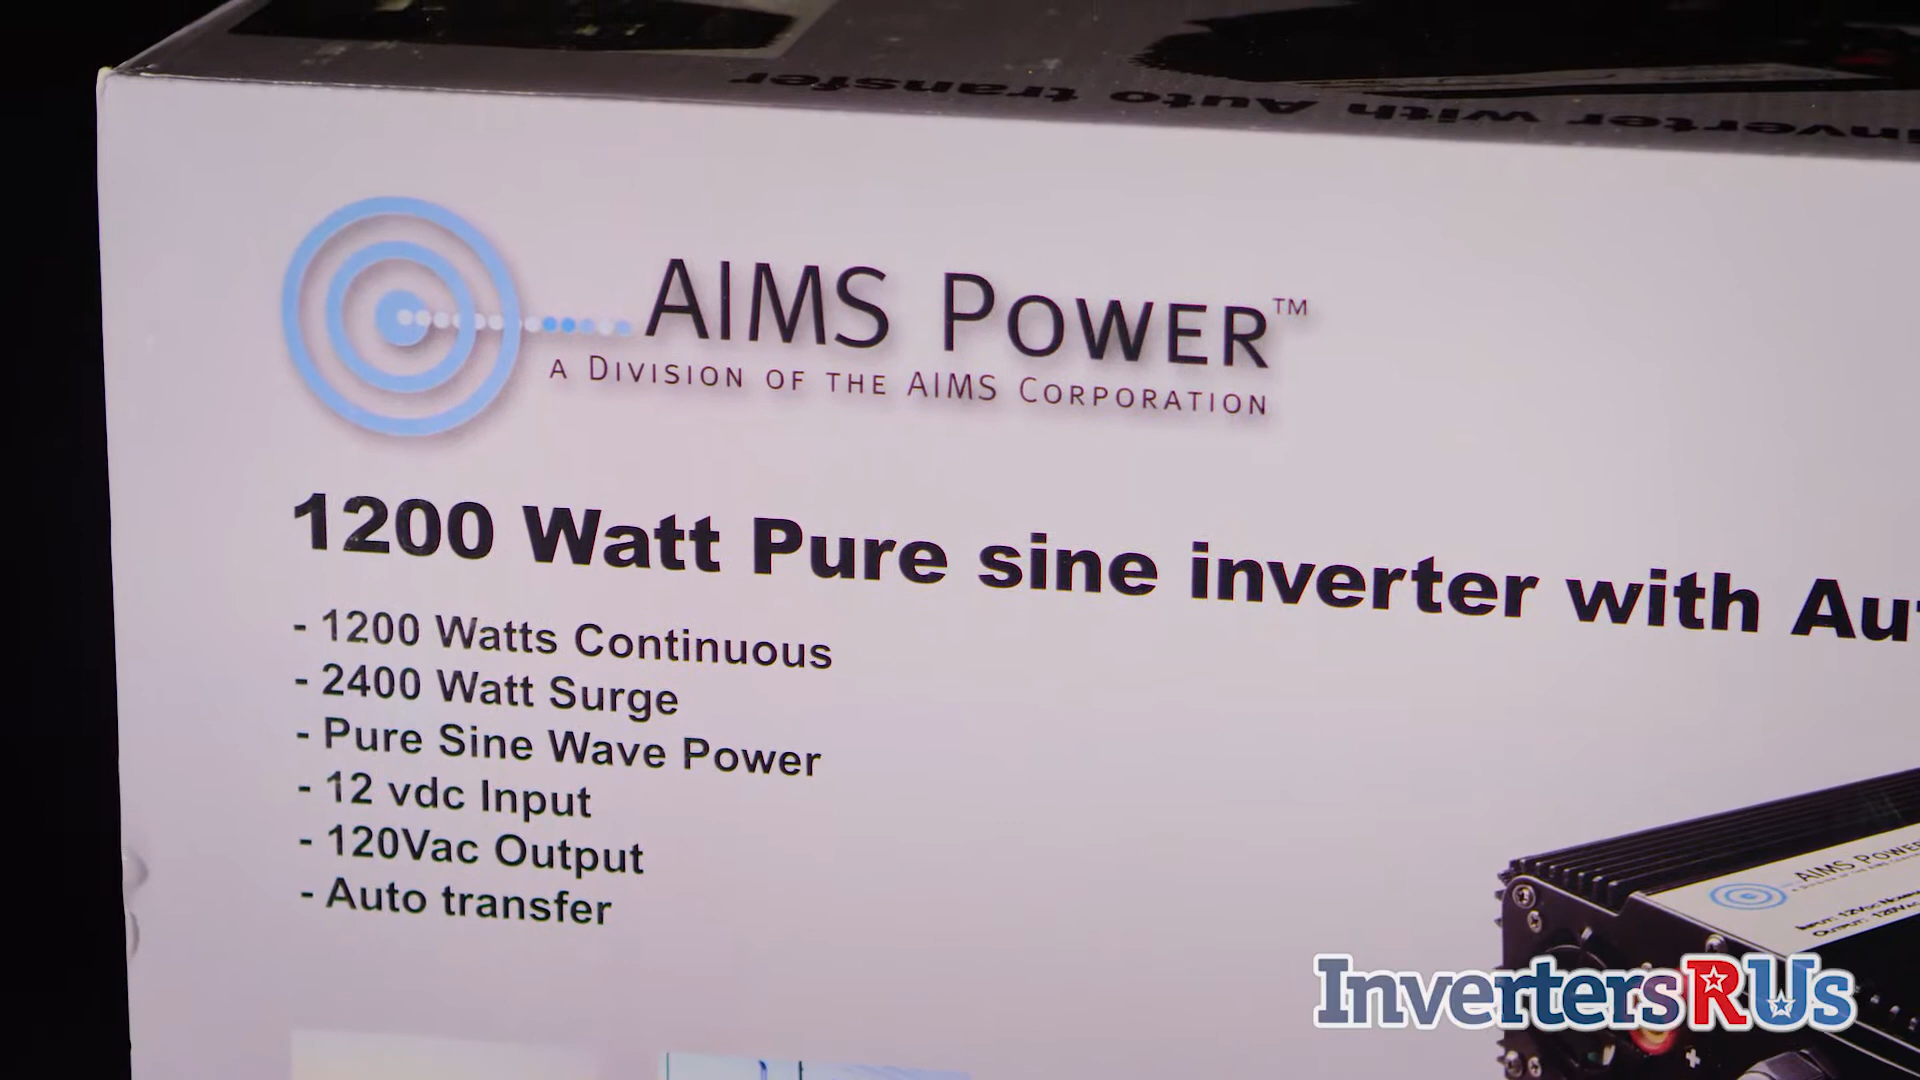 inverter with Auto transfer
AIMS POWER™
A DIVISION OF THE AIMS CORPORATION
1200 Watt Pure sine inverter with Au
- 1200 Watts Continuous
- 2400 Watt Surge
- Pure Sine Wave Power
- 12 vdc Input
- 120Vac Output
- Auto transfer
AIMS POWE
InvertersRUs